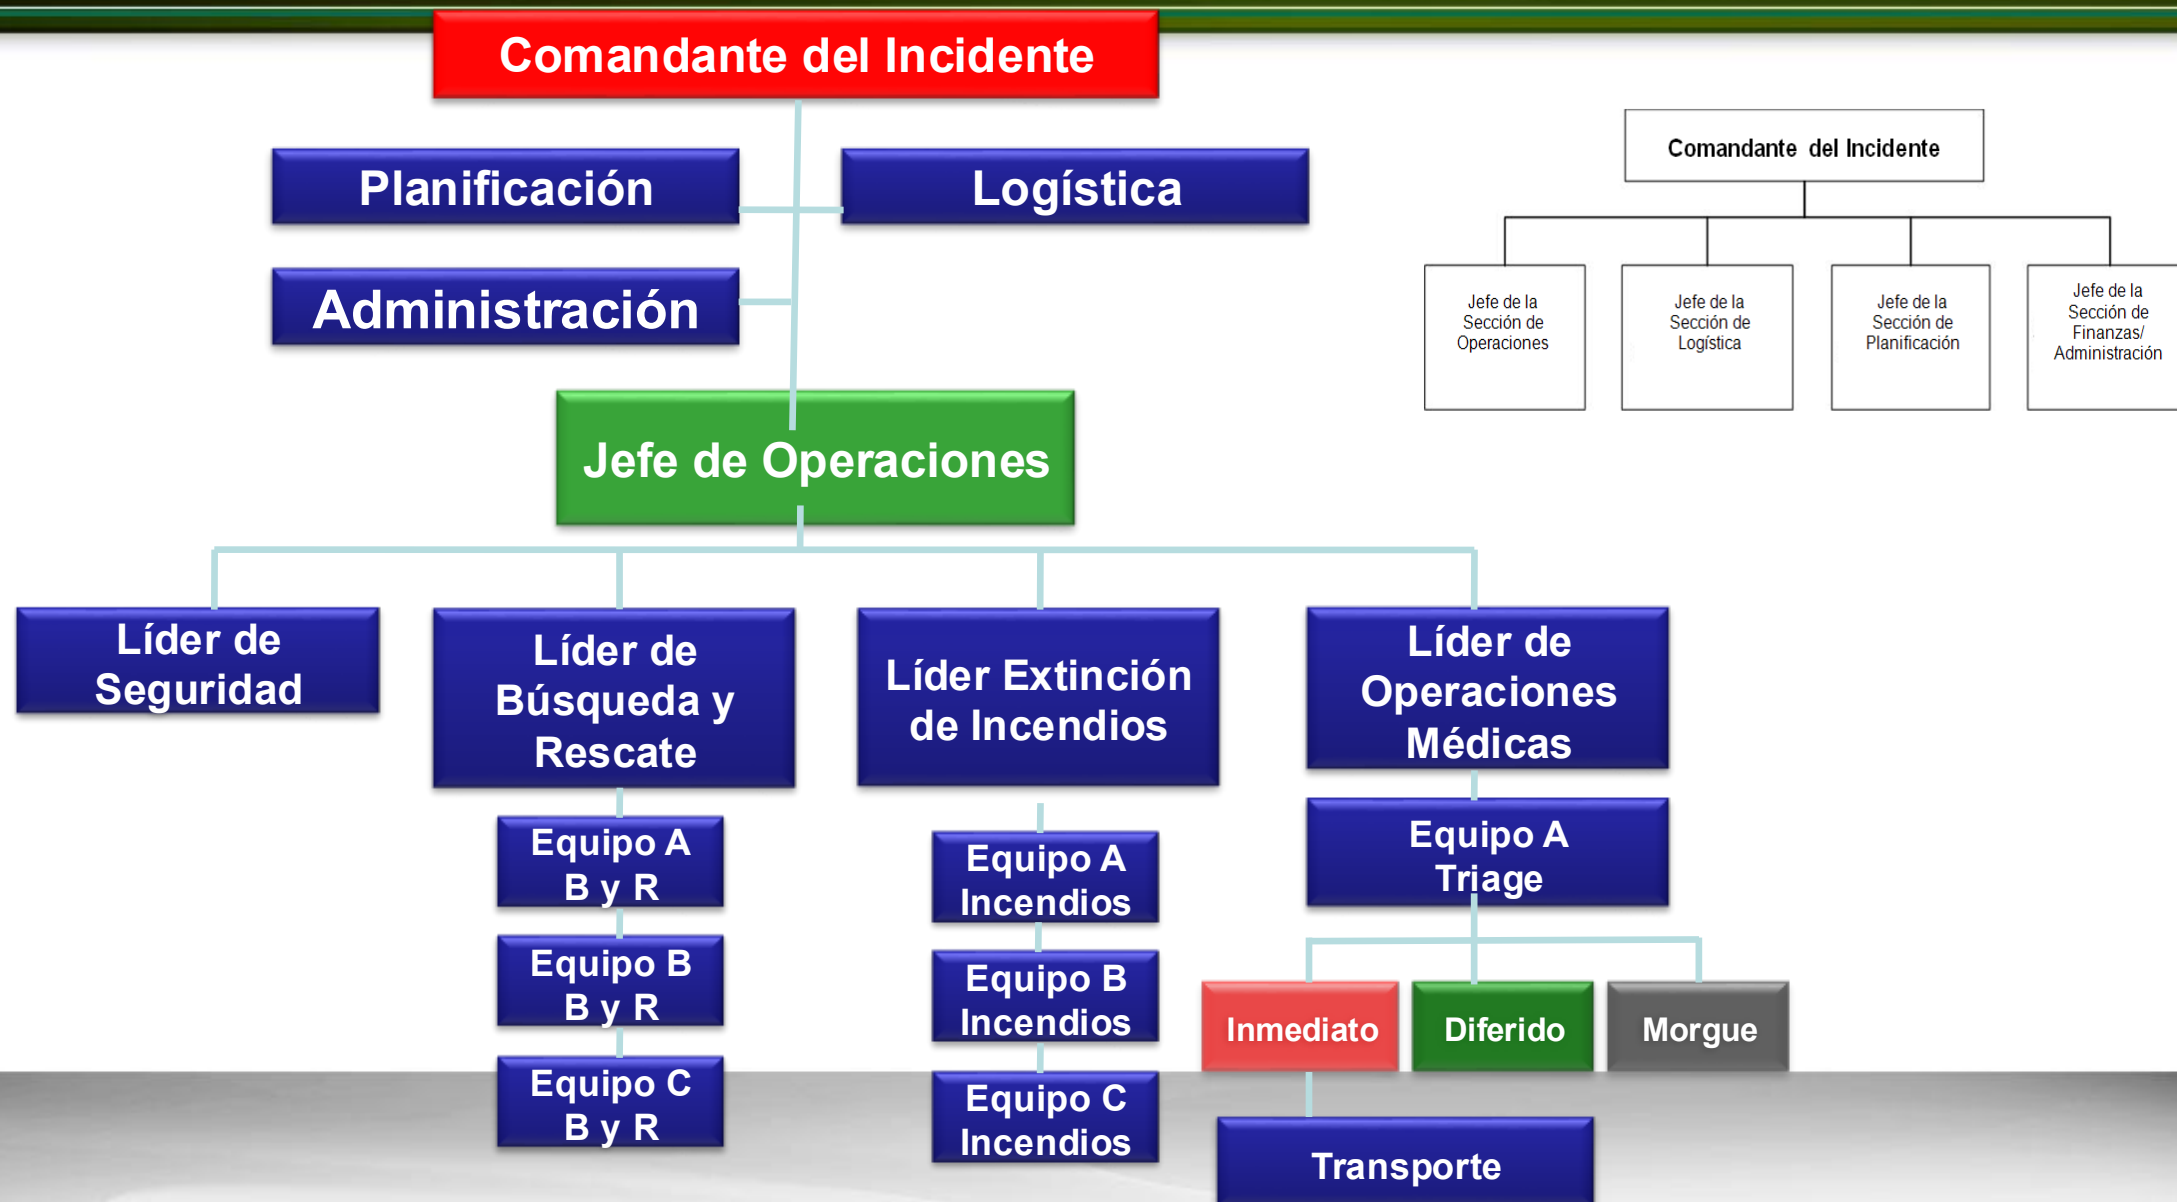 Comandante del Incidente
Planificación
Logística
Administración
Jefe de Operaciones
Líder de
Seguridad
Líder de
Búsqueda y
Rescate
Líder Extinción
de Incendios
Líder de
Operaciones
Médicas
Equipo A
B y R
Equipo B
B y R
Equipo C
B y R
Equipo A
Incendios
Equipo B
Incendios
Equipo C
Incendios
Equipo A
Triage
Inmediato
Diferido
Morgue
Transporte
Comandante del Incidente
Jefe de la
Sección de
Operaciones
Jefe de la
Sección de
Logística
Jefe de la
Sección de
Planificación
Jefe de la
Sección de
Finanzas/
Administración